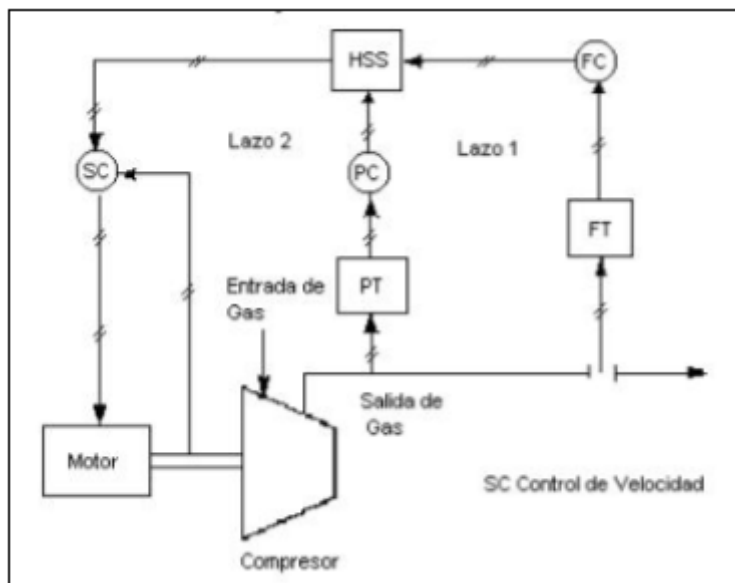 HSS
FC
Lazo 2
Lazo 1
SC
PC
FT
Entrada de
Gas
PT
Salida de
Gas
Motor
SC Control de Velocidad
Compresor